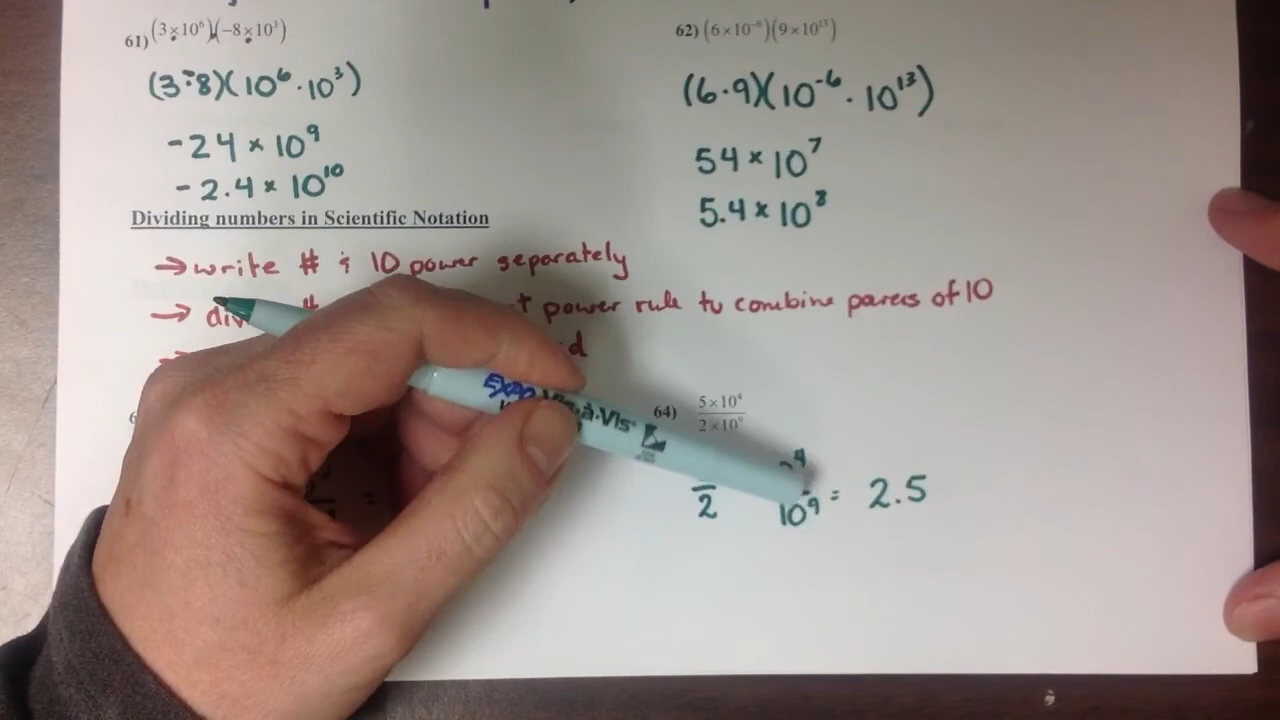 61) (3×10⁶)(−8×10³)
(3·-8)(10⁶·10³)
-24 × 10⁹
-2.4 × 10¹⁰
62) (6×10⁻⁶)(9×10¹³)
(6·9)(10⁻⁶·10¹³)
54 × 10⁷
5.4 × 10⁸
Dividing numbers in Scientific Notation
→ write # & 10 power separately
→ power rule to combine powers of 10
EXPO Vis-à-Vis
64) 5×10⁴
2×10⁹
4
2 10⁹ = 2.5
=